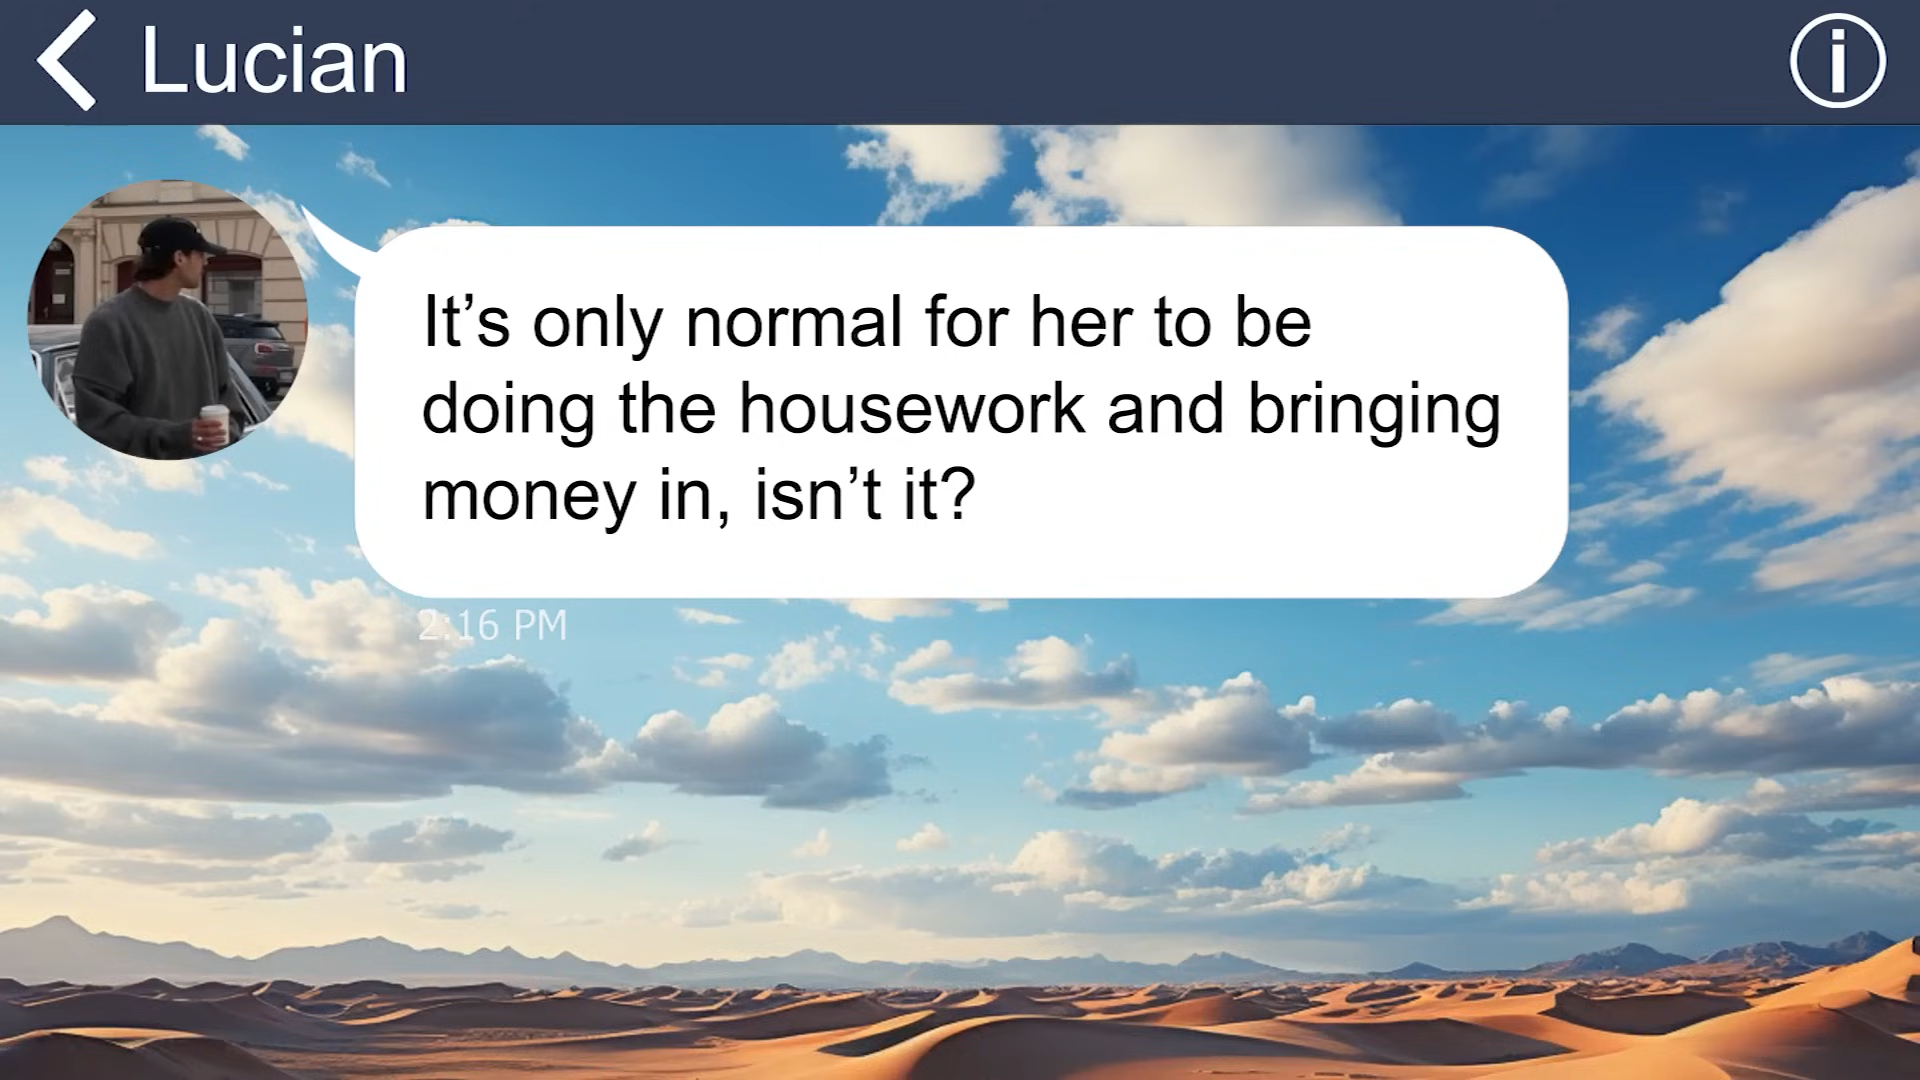 Lucian
It’s only normal for her to be
doing the housework and bringing
money in, isn’t it?
2:16 PM